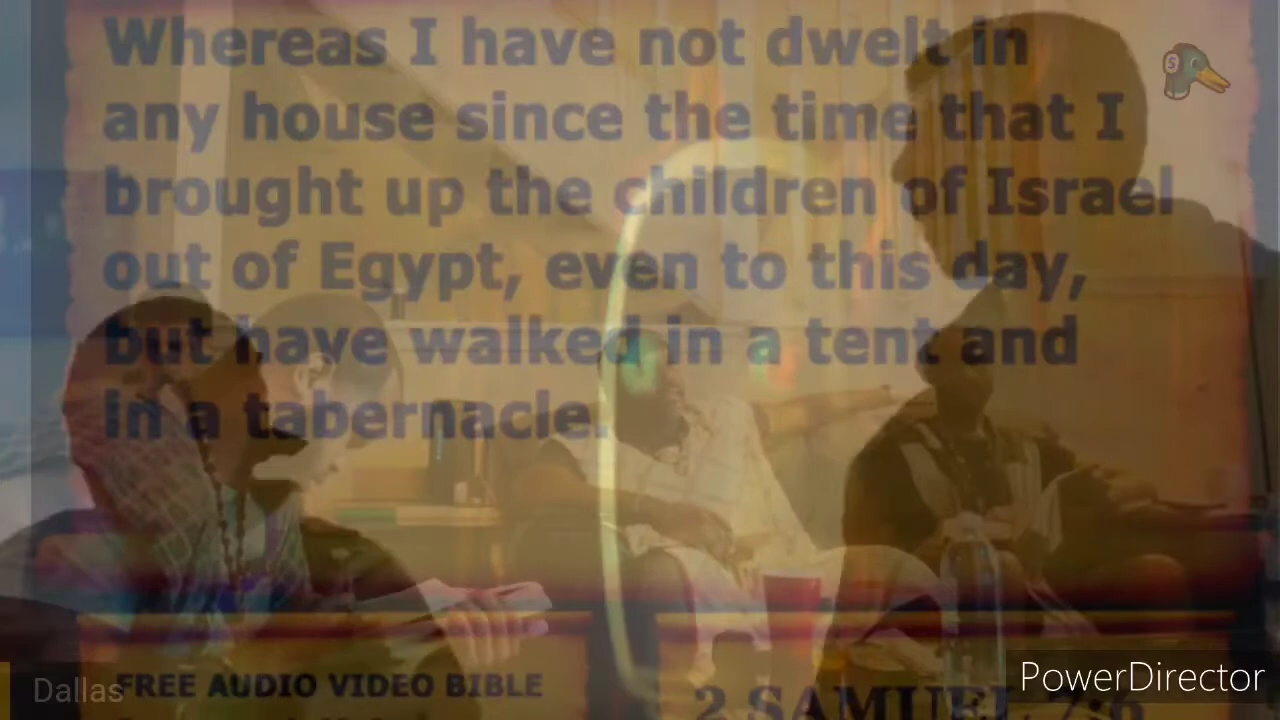 Whereas I have not dwelt in
any house since the time that I
brought up the children of Israel
out of Egypt, even to this day,
but have walked in a tent and
in a tabernacle.
S
Dallas
FREE AUDIO VIDEO BIBLE
2 SAMUEL 7:6
PowerDirector